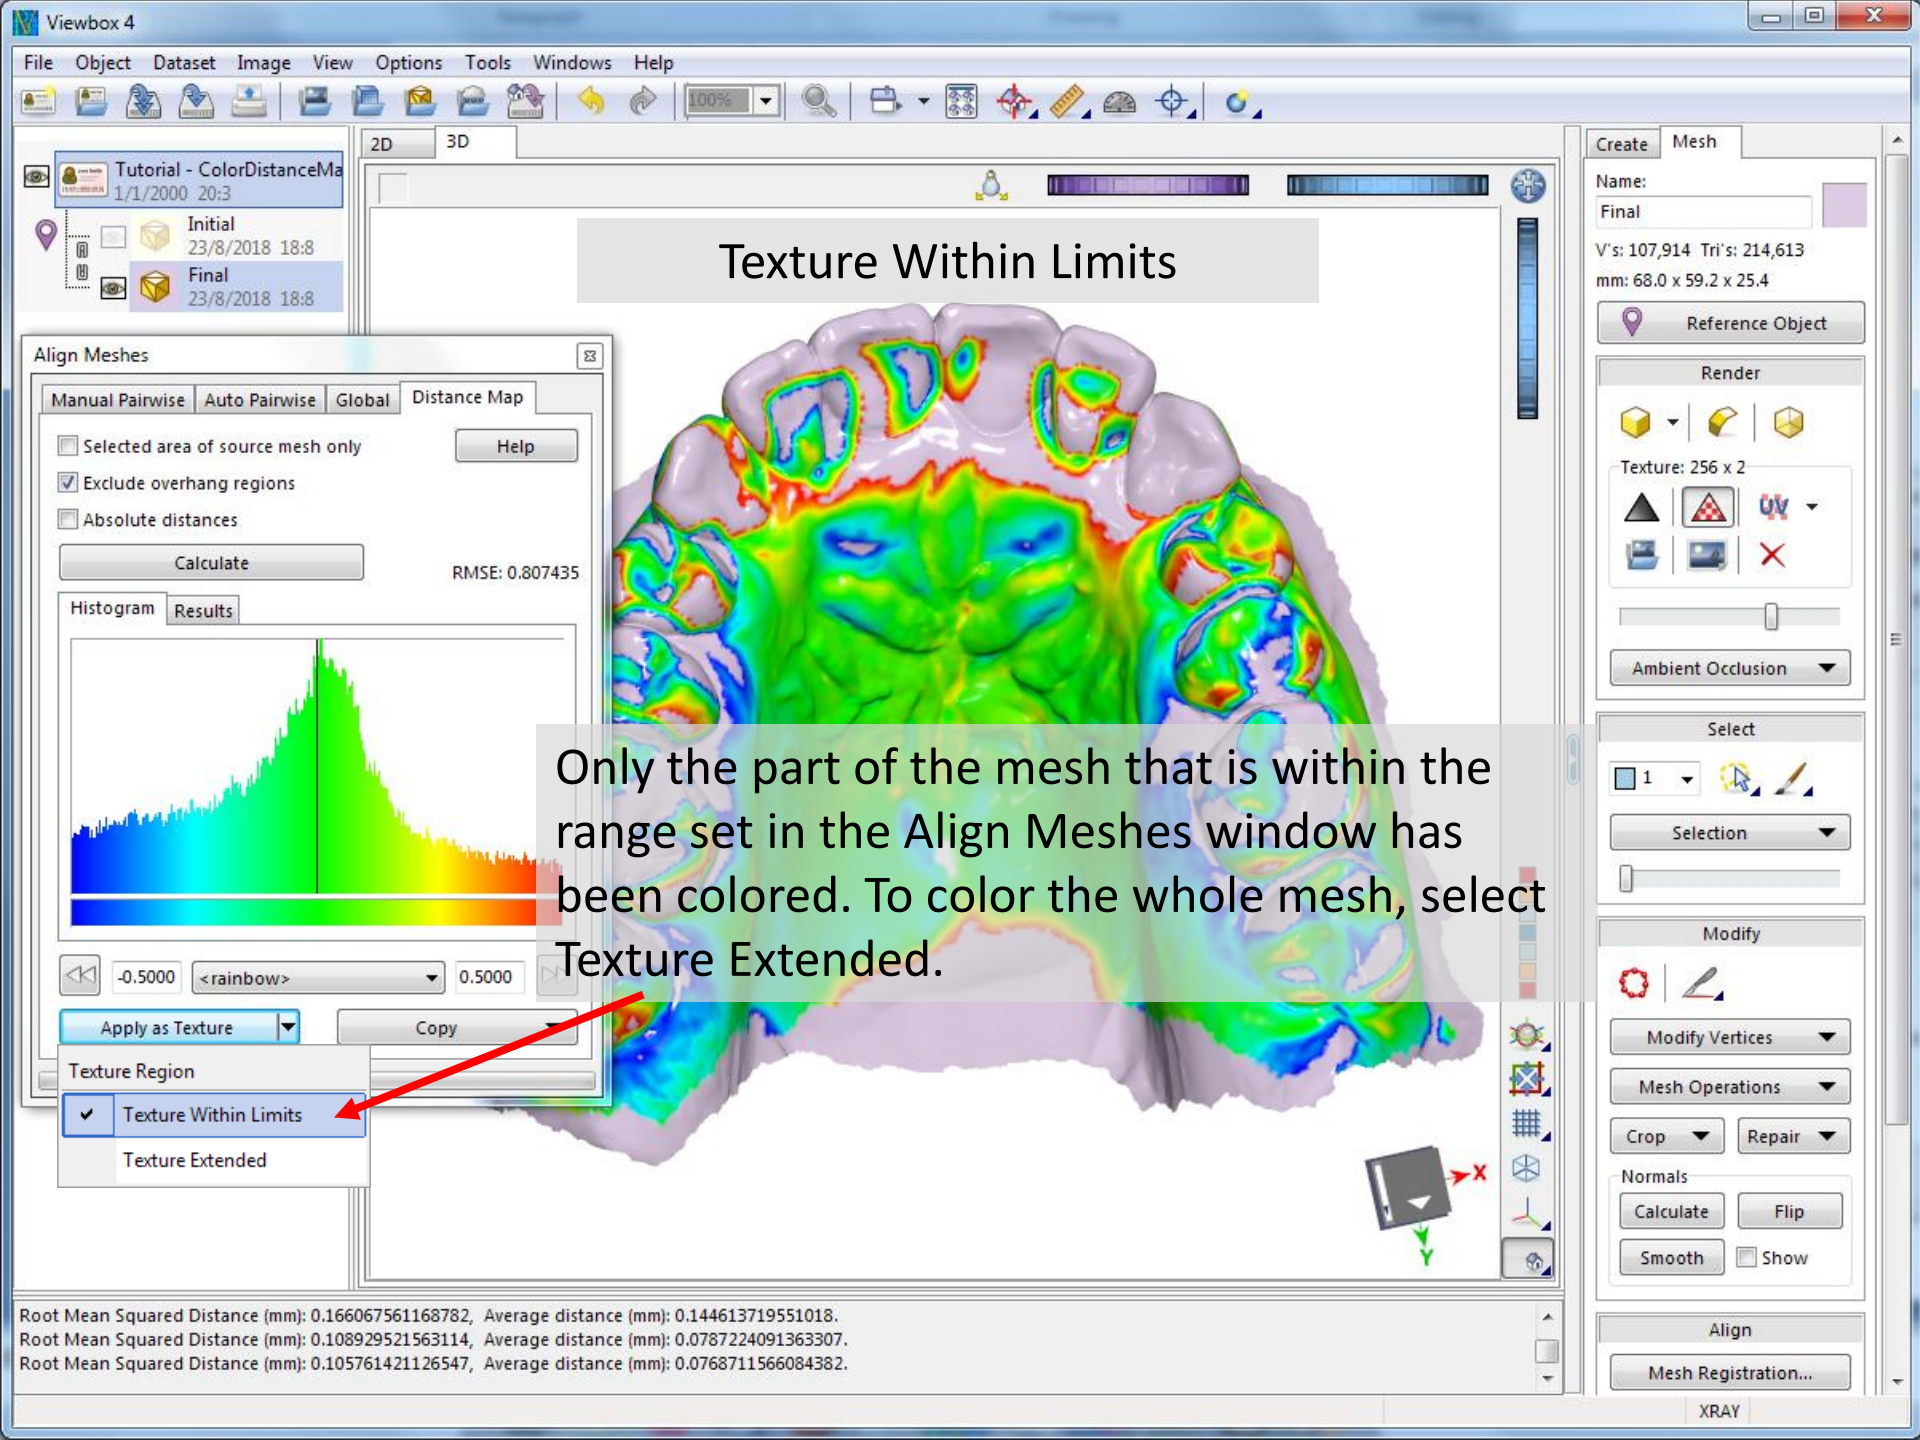 Viewbox 4
File Object Dataset Image View Options Tools Windows Help
100%
2D 3D
Tutorial - ColorDistanceMa
1/1/2000 20:3
Initial
23/8/2018 18:8
Final
23/8/2018 18:8
Texture Within Limits
Align Meshes
Manual Pairwise Auto Pairwise Global Distance Map
Selected area of source mesh only Help
Exclude overhang regions
Absolute distances
Calculate RMSE: 0.807435
Histogram Results
-0.5000 <rainbow> 0.5000
Apply as Texture Copy
Texture Region
Texture Within Limits
Texture Extended
Only the part of the mesh that is within the
range set in the Align Meshes window has
been colored. To color the whole mesh, select
Texture Extended.
X
Y
Create Mesh
Name:
Final
V's: 107,914 Tri's: 214,613
mm: 68.0 x 59.2 x 25.4
Reference Object
Render
Texture: 256 x 2
UV
Ambient Occlusion
Select
1
Selection
Modify
Modify Vertices
Mesh Operations
Crop Repair
Normals
Calculate Flip
Smooth Show
Align
Mesh Registration...
XRAY
Root Mean Squared Distance (mm): 0.166067561168782, Average distance (mm): 0.144613719551018.
Root Mean Squared Distance (mm): 0.108929521563114, Average distance (mm): 0.0787224091363307.
Root Mean Squared Distance (mm): 0.105761421126547, Average distance (mm): 0.0768711566084382.